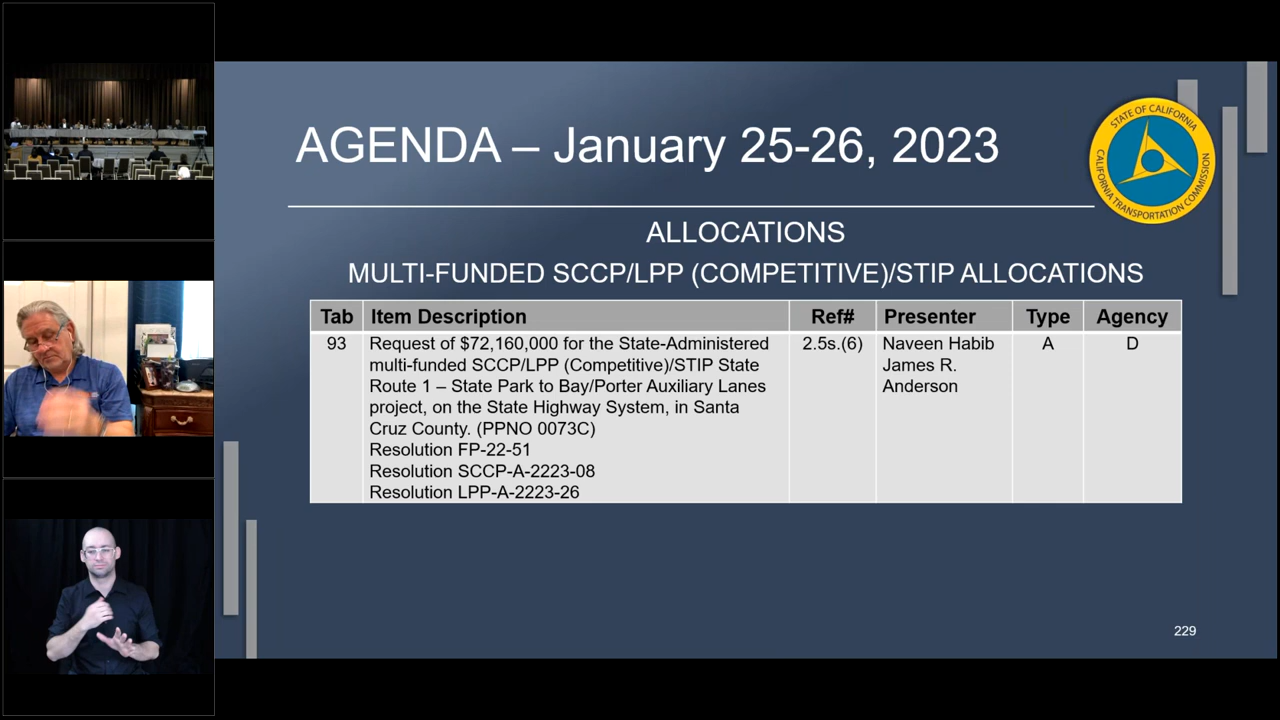 AGENDA – January 25-26, 2023
STATE OF CALIFORNIA
CALIFORNIA TRANSPORTATION COMMISSION
ALLOCATIONS
MULTI-FUNDED SCCP/LPP (COMPETITIVE)/STIP ALLOCATIONS
Tab Item Description Ref# Presenter Type Agency
93 Request of $72,160,000 for the State-Administered 2.5s.(6) Naveen Habib A D
multi-funded SCCP/LPP (Competitive)/STIP State James R.
Route 1 – State Park to Bay/Porter Auxiliary Lanes Anderson
project, on the State Highway System, in Santa
Cruz County. (PPNO 0073C)
Resolution FP-22-51
Resolution SCCP-A-2223-08
Resolution LPP-A-2223-26
229